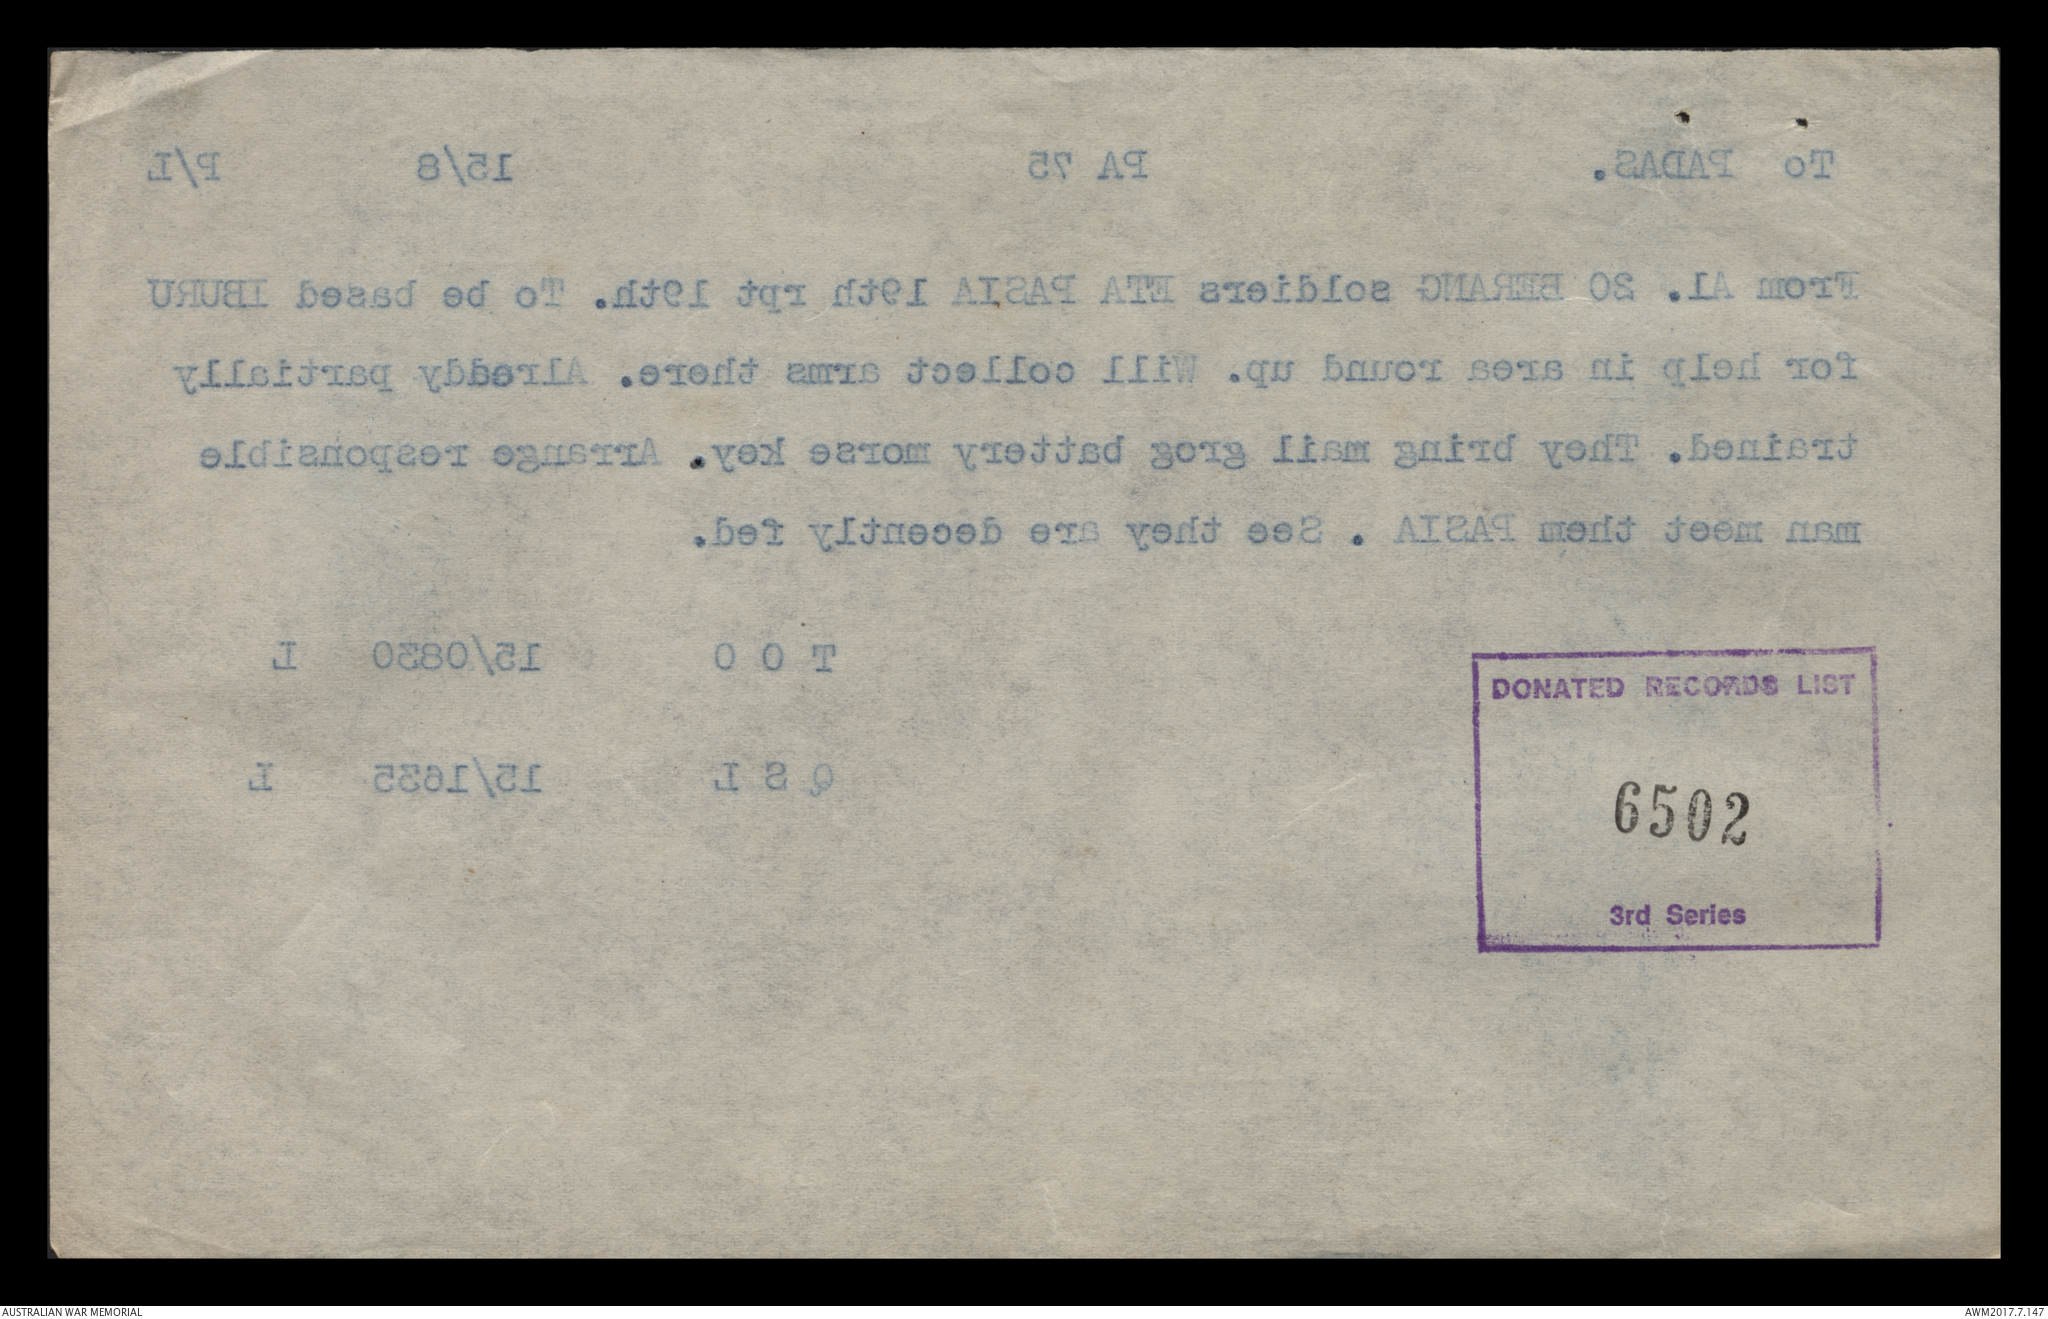 To PADAS. PA 75 15/8 P/L
From Al. 20 BERANG soldiers ETA PASIA 19th rpt 19th. To be based IBURU
for help in area round up. Will collect arms there. Already partially
trained. They bring mail grog battery morse key. Arrange responsible
man meet them PASIA . See they are decently fed.
T O O 15/0830 L
Q S L 15/1635 L
DONATED RECORDS LIST
6502
3rd Series
AUSTRALIAN WAR MEMORIAL
AWM2017.7.147